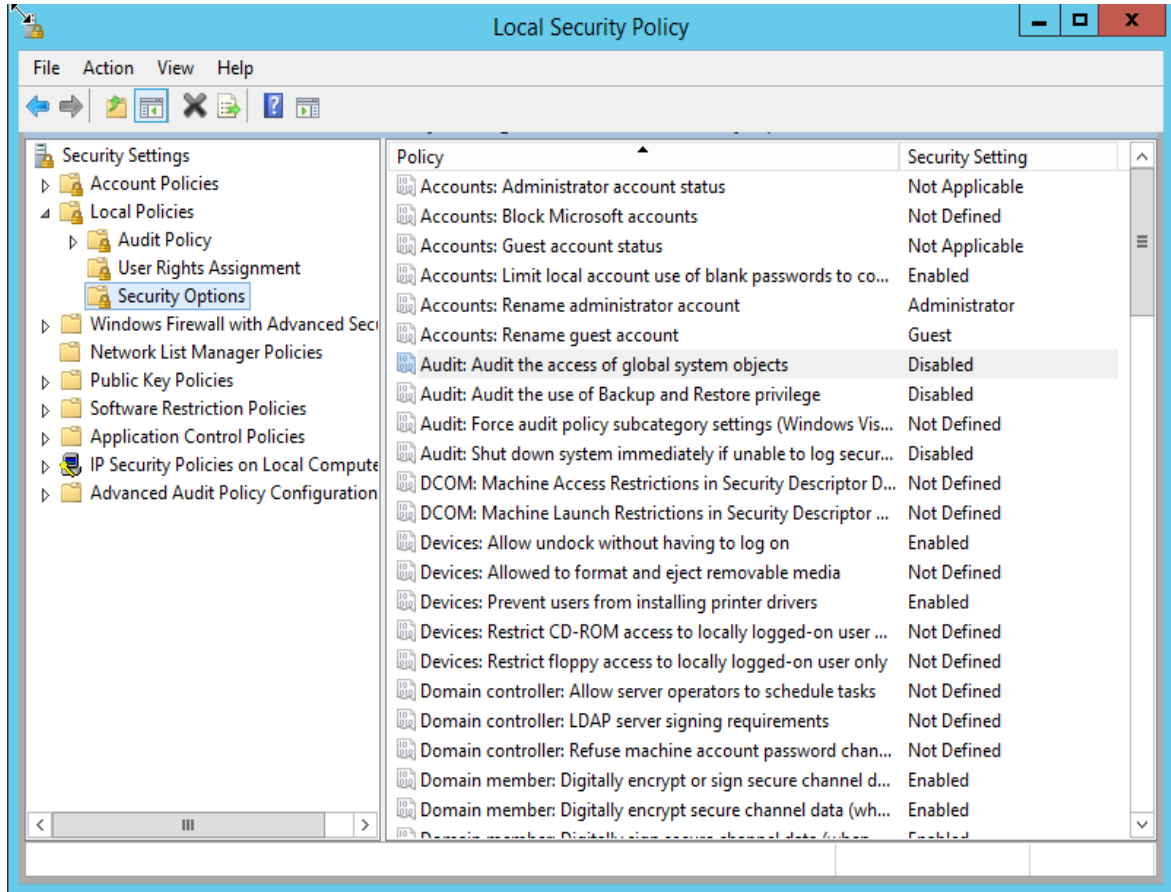 Local Security Policy
File Action View Help
Security Settings
Account Policies
Local Policies
Audit Policy
User Rights Assignment
Security Options
Windows Firewall with Advanced Secu
Network List Manager Policies
Public Key Policies
Software Restriction Policies
Application Control Policies
IP Security Policies on Local Compute
Advanced Audit Policy Configuration
Policy Security Setting
Accounts: Administrator account status Not Applicable
Accounts: Block Microsoft accounts Not Defined
Accounts: Guest account status Not Applicable
Accounts: Limit local account use of blank passwords to co... Enabled
Accounts: Rename administrator account Administrator
Accounts: Rename guest account Guest
Audit: Audit the access of global system objects Disabled
Audit: Audit the use of Backup and Restore privilege Disabled
Audit: Force audit policy subcategory settings (Windows Vis... Not Defined
Audit: Shut down system immediately if unable to log secur... Disabled
DCOM: Machine Access Restrictions in Security Descriptor D... Not Defined
DCOM: Machine Launch Restrictions in Security Descriptor ... Not Defined
Devices: Allow undock without having to log on Enabled
Devices: Allowed to format and eject removable media Not Defined
Devices: Prevent users from installing printer drivers Enabled
Devices: Restrict CD-ROM access to locally logged-on user ... Not Defined
Devices: Restrict floppy access to locally logged-on user only Not Defined
Domain controller: Allow server operators to schedule tasks Not Defined
Domain controller: LDAP server signing requirements Not Defined
Domain controller: Refuse machine account password chan... Not Defined
Domain member: Digitally encrypt or sign secure channel d... Enabled
Domain member: Digitally encrypt secure channel data (wh... Enabled
Domain member: Digitally sign secure channel data (when Enabled